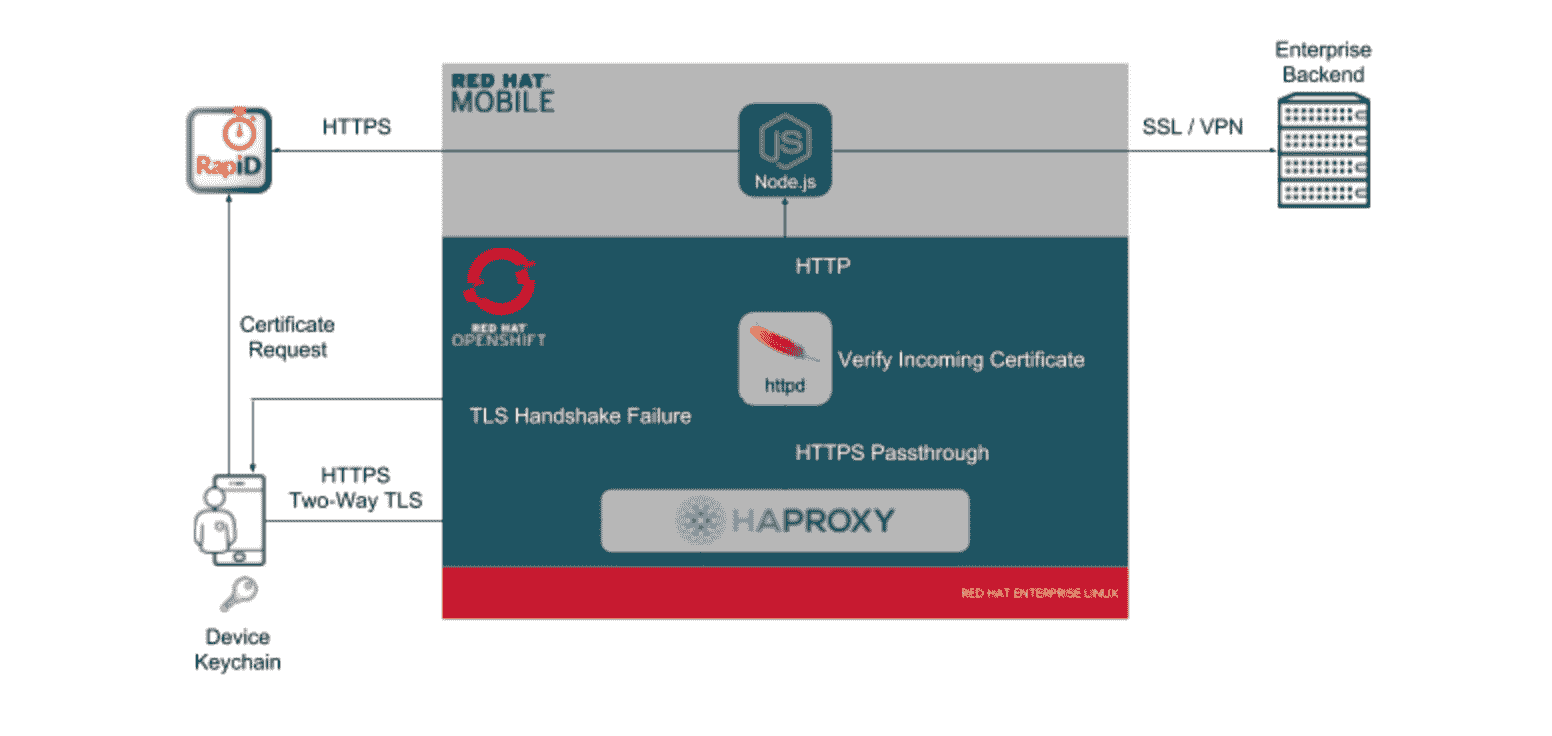 Enterprise
Backend
RED HAT
MOBILE
HTTPS
SSL / VPN
RapiD
JS
Node.js
HTTP
RED HAT
OPENSHIFT
Certificate
Request
Verify Incoming Certificate
httpd
TLS Handshake Failure
HTTPS Passthrough
HTTPS
Two-Way TLS
HAPROXY
RED HAT ENTERPRISE LINUX
Device
Keychain